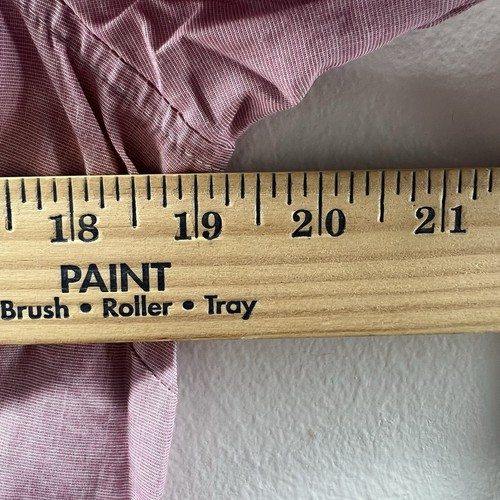 18 19 20 21
PAINT
Brush • Roller • Tray